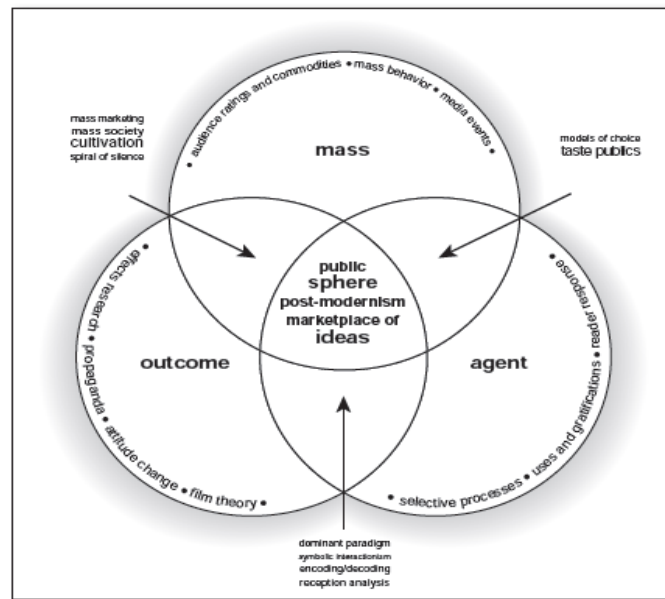 • audience ratings and commodities • mass behavior • media events •
mass marketing
mass society
cultivation
spiral of silence
models of choice
taste publics
mass
public
sphere
post-modernism
marketplace of
ideas
outcome
agent
• effects research • propaganda • attitude change • film theory •
• selective processes • uses and gratifications • reader response •
dominant paradigm
symbolic interactionism
encoding/decoding
reception analysis